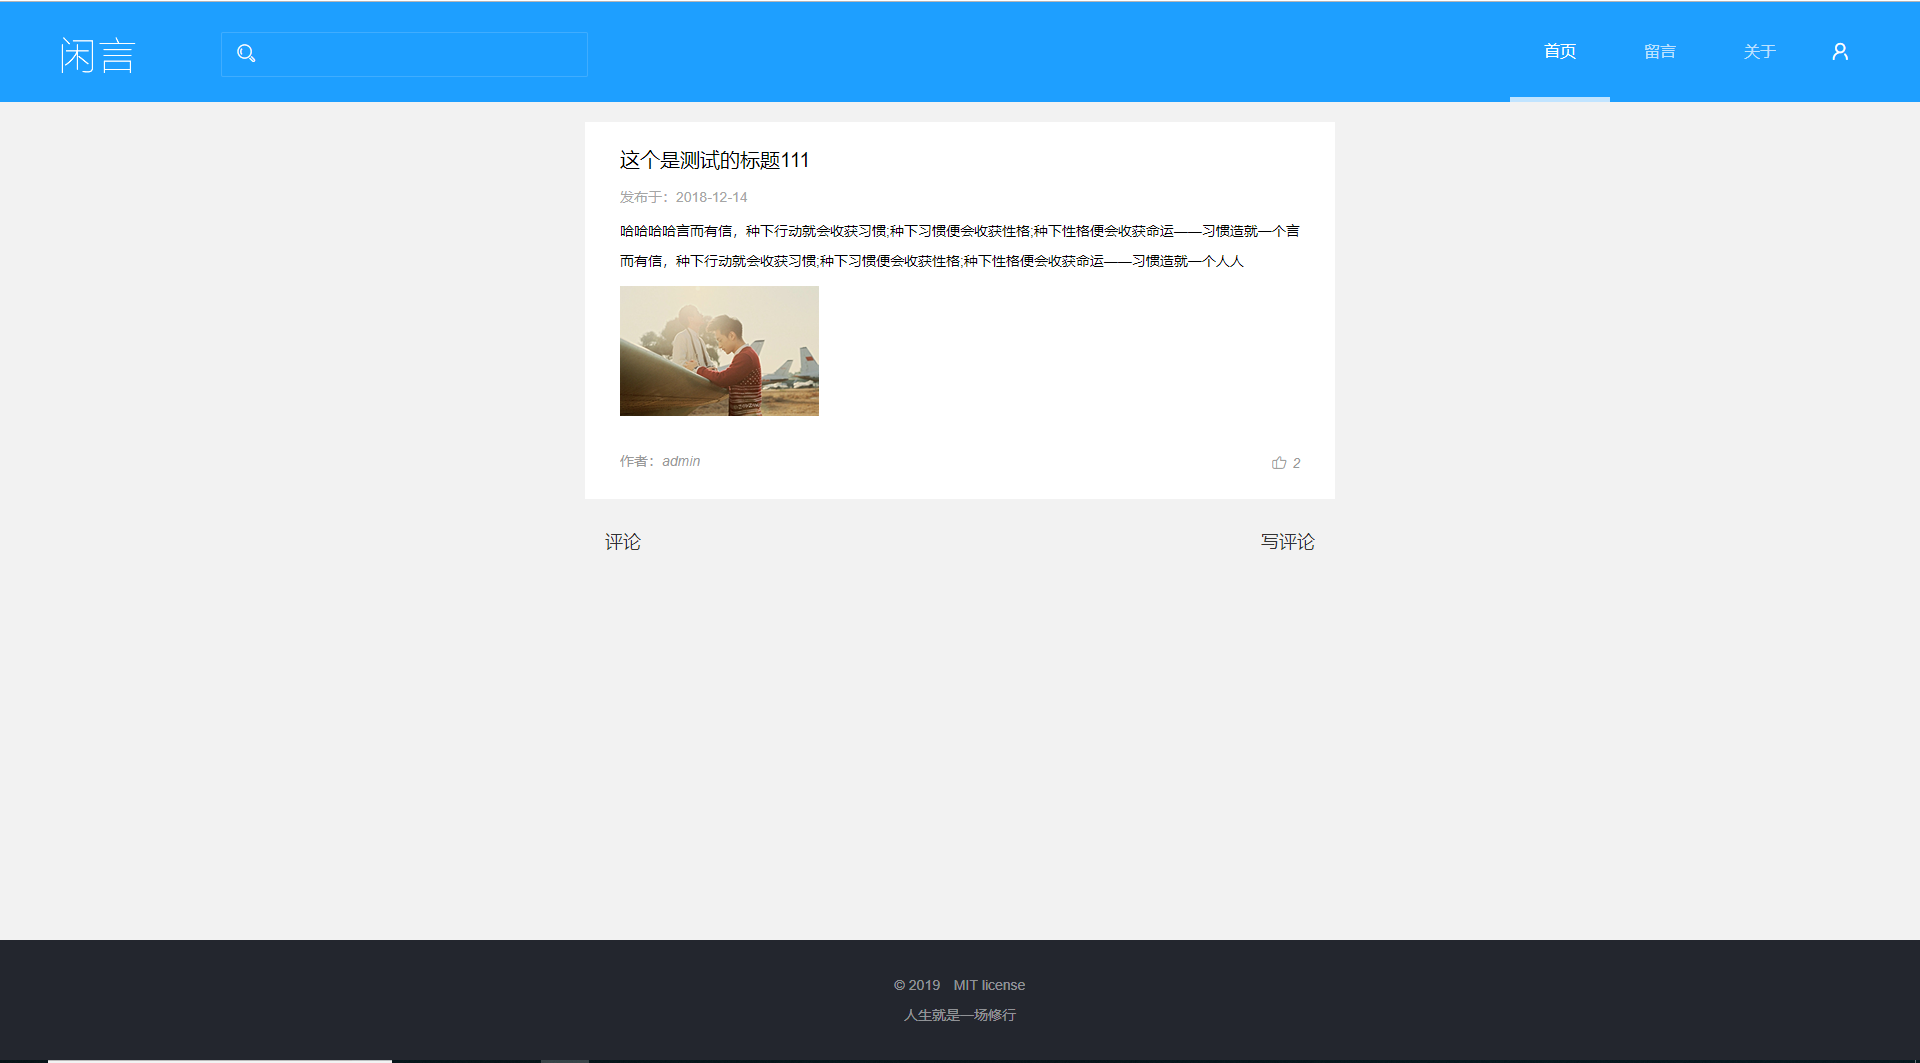 闲言
首页
留言
关于
这个是测试的标题111
发布于：2018-12-14
哈哈哈哈言而有信，种下行动就会收获习惯;种下习惯便会收获性格;种下性格便会收获命运——习惯造就一个言
而有信，种下行动就会收获习惯;种下习惯便会收获性格;种下性格便会收获命运——习惯造就一个人人
作者：admin
2
评论
写评论
© 2019 MIT license
人生就是一场修行